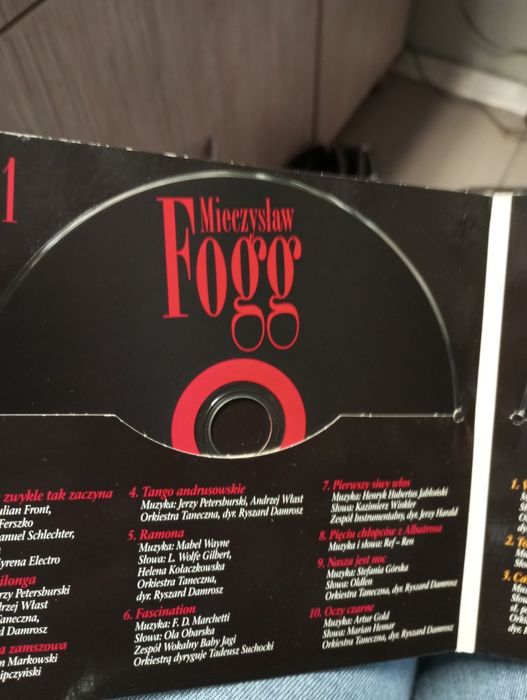 1
Mieczysław
Fogg
zwykle tak zaczyna
ulian Front,
Ferszko
anuel Schlechter,
yrena Electro
ilonga
rzy Petersburski
drzej Włast
Taneczna,
d Damrosz
a zamszowa
n Markowski
ipczyński
4. Tango andrusowskie
Muzyka: Jerzy Petersburski, Andrzej Włast
Orkiestra Taneczna, dyr. Ryszard Damrosz
5. Ramona
Muzyka: Mabel Wayne
Słowa: L. Wolfe Gilbert,
Helena Kołaczkowska
Orkiestra Taneczna,
dyr. Ryszard Damrosz
6. Fascination
Muzyka: F. D. Marchetti
Słowa: Ola Obarska
Zespół Wokalny Baby Jagi
Orkiestrą dyryguje Tadeusz Suchocki
7. Pierwszy siwy włos
Muzyka: Henryk Hubertus Jabłoński
Słowa: Kazimierz Winkler
Zespół Instrumentalny, dyr. Jerzy Harald
8. Pięciu chłopców z Albatrosa
Muzyka i słowa: Ref - Ren
9. Nasza jest noc
Muzyka: Stefania Górska
Słowa: Oldlen
Orkiestra Taneczna, dyr. Ryszard Damrosz
10. Oczy czarne
Muzyka: Artur Gold
Słowa: Marian Hemar
Orkiestra Taneczna, dyr. Ryszard Damrosz
1.
2.
3.